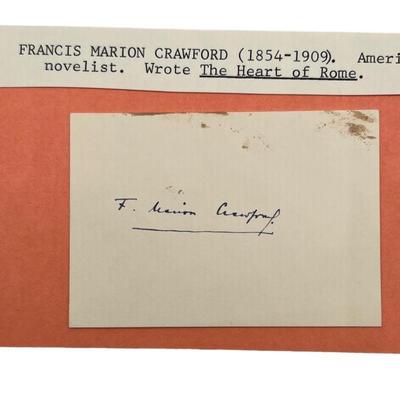 FRANCIS MARION CRAWFORD (1854-1909). Ameri
novelist. Wrote The Heart of Rome.
F. Marion Crawford.